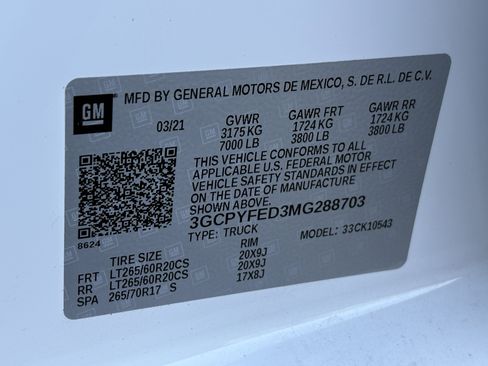 GM MFD BY GENERAL MOTORS DE MEXICO, S. DE R.L. DE C.V.
03/21 GVWR GAWR FRT GAWR RR
3175 KG 1724 KG 1724 KG
7000 LB 3800 LB 3800 LB
THIS VEHICLE CONFORMS TO ALL
APPLICABLE U.S. FEDERAL MOTOR
VEHICLE SAFETY STANDARDS IN EFFECT
ON THE DATE OF MANUFACTURE
SHOWN ABOVE.
3GCPYFED3MG288703
8624 TYPE: TRUCK MODEL: 33CK10543
TIRE SIZE RIM
FRT LT265/60R20CS 20X9J
RR LT265/60R20CS 20X9J
SPA 265/70R17 S 17X8J